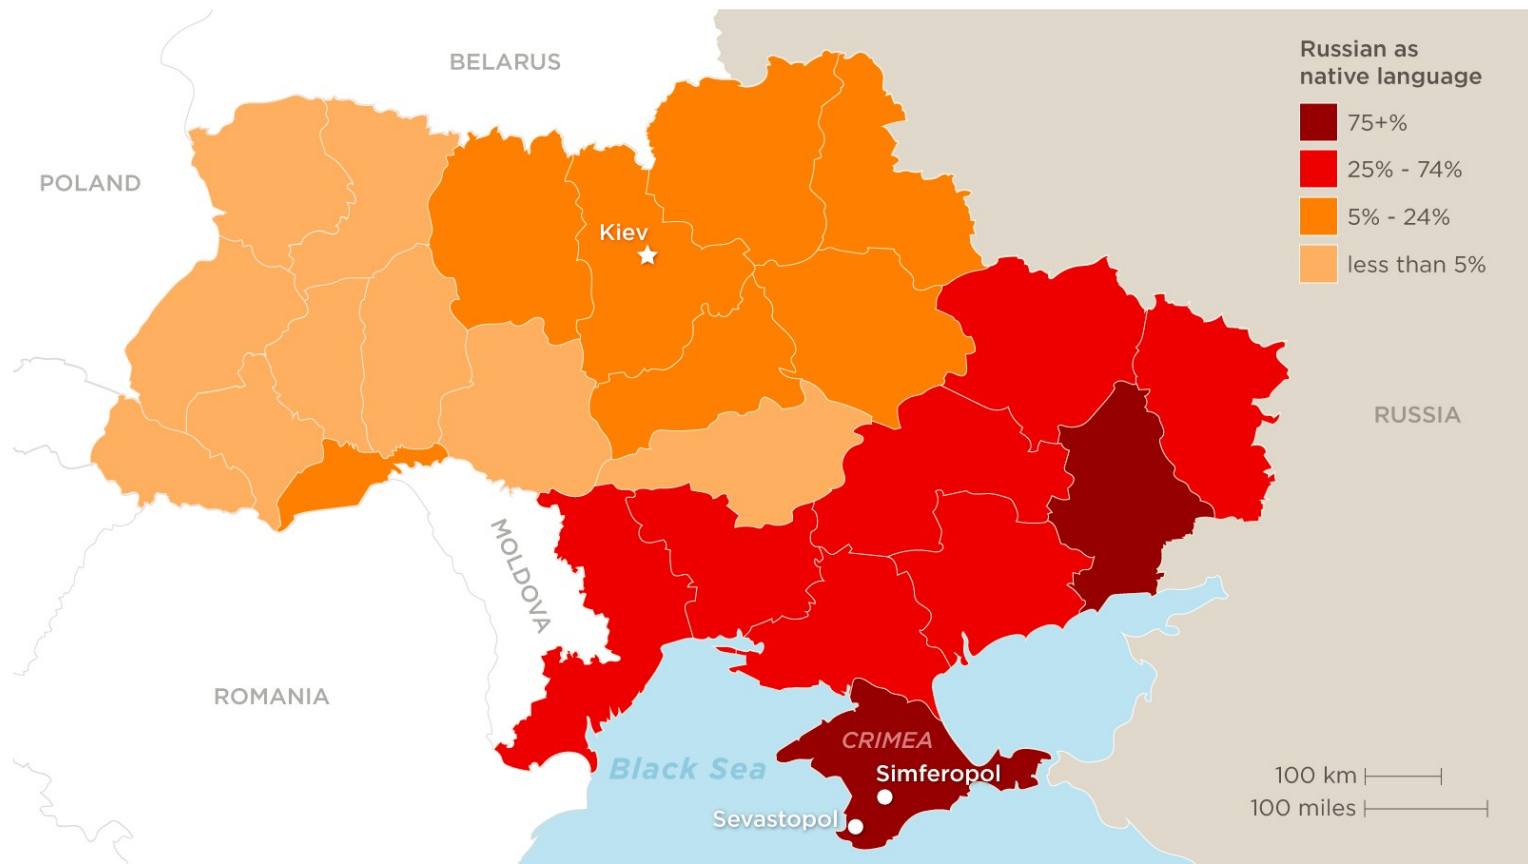 BELARUS
Russian as
native language
75+%
25% - 74%
5% - 24%
less than 5%
POLAND
Kiev
RUSSIA
MOLDOVA
ROMANIA
CRIMEA
Black Sea
Simferopol
Sevastopol
100 km
100 miles